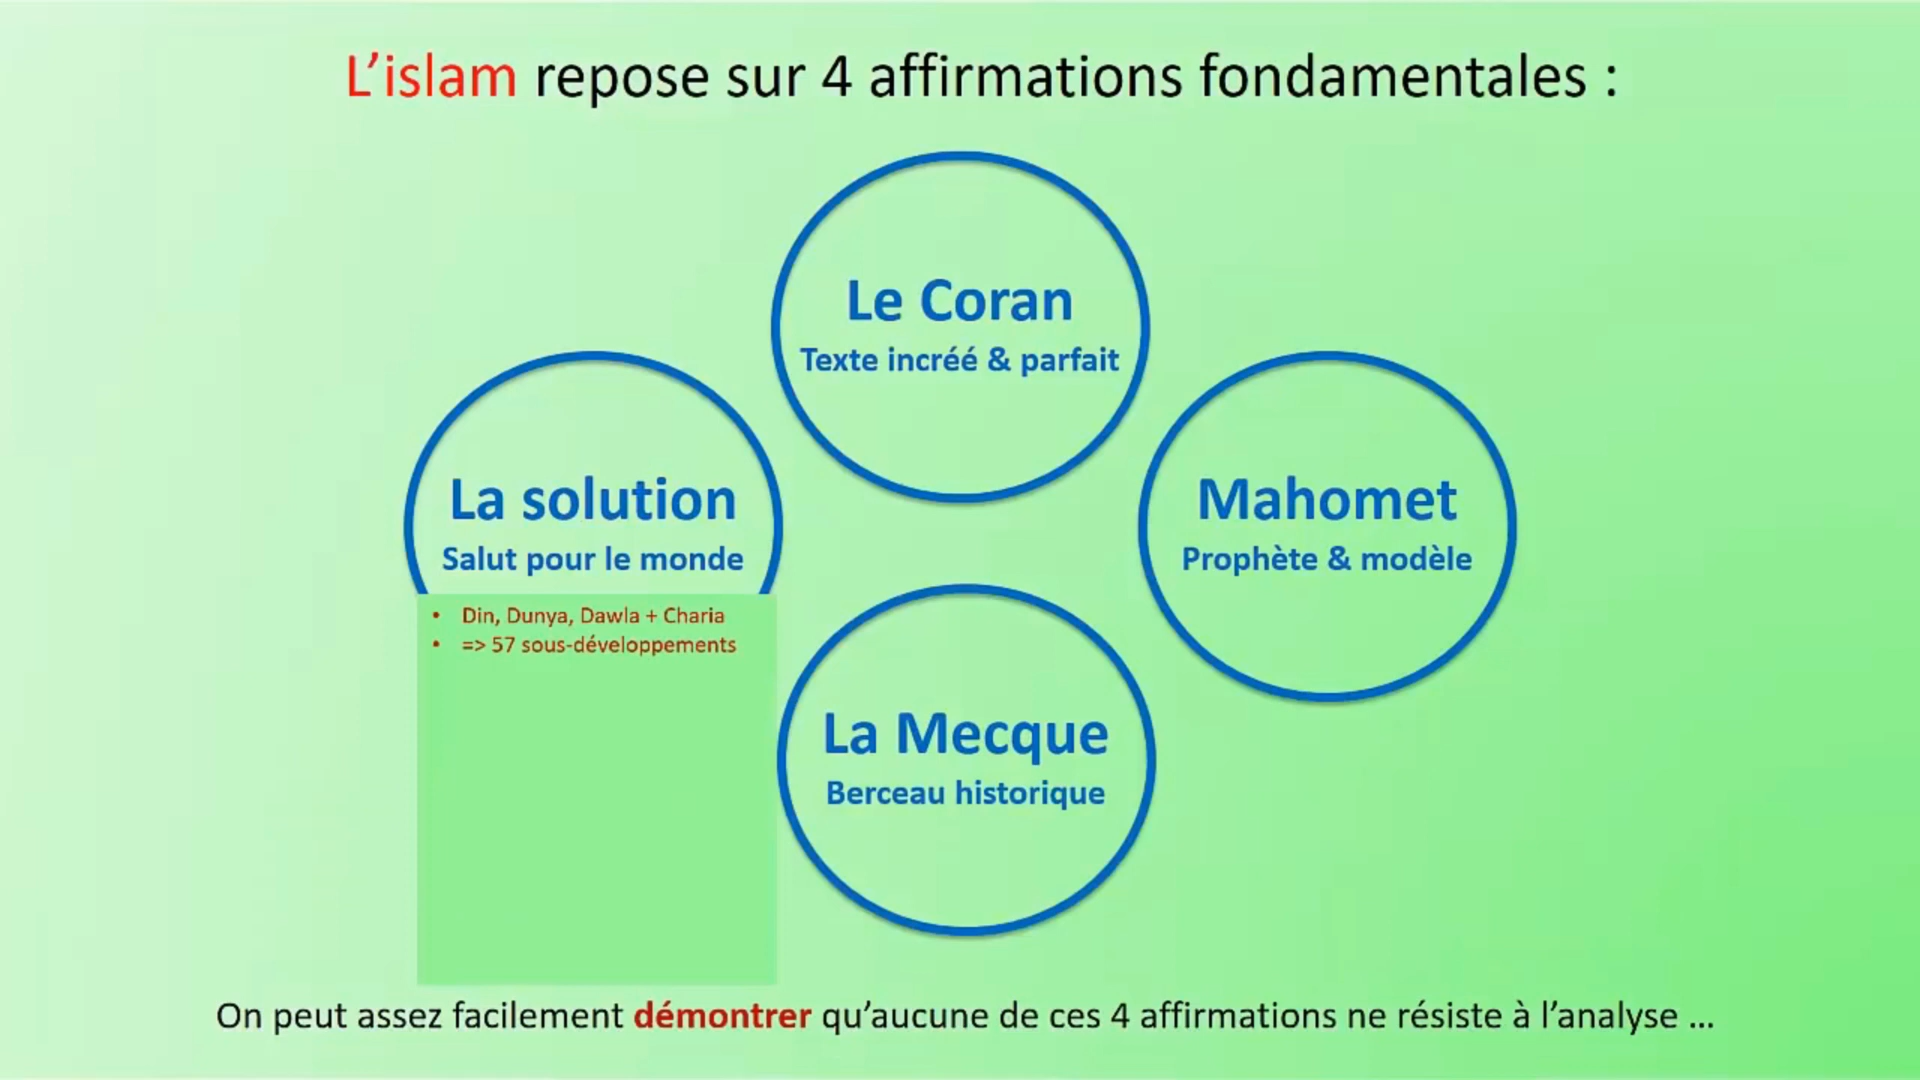 L’islam repose sur 4 affirmations fondamentales :
Le Coran
Texte incréé & parfait
La solution
Salut pour le monde
• Din, Dunya, Dawla + Charia
• => 57 sous-développements
Mahomet
Prophète & modèle
La Mecque
Berceau historique
On peut assez facilement démontrer qu’aucune de ces 4 affirmations ne résiste à l’analyse ...